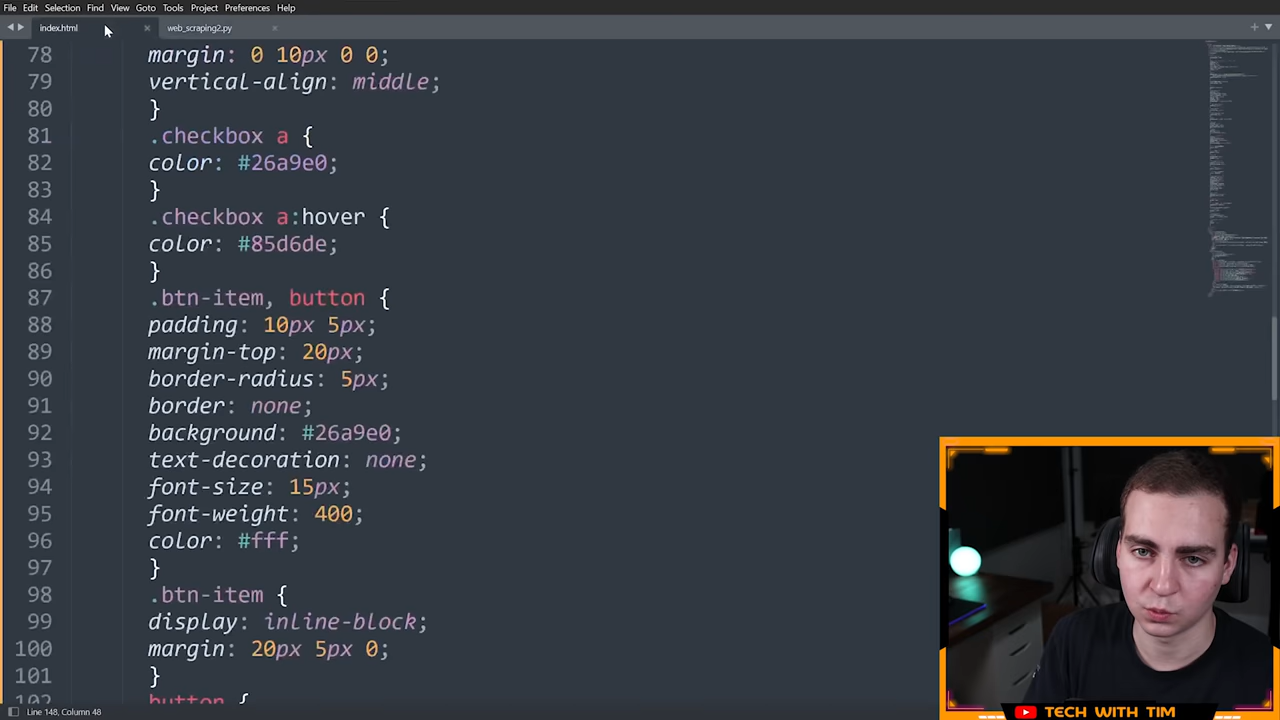 File Edit Selection Find View Goto Tools Project Preferences Help
index.html × web_scraping2.py ×
78 margin: 0 10px 0 0;
79 vertical-align: middle;
80 }
81 .checkbox a {
82 color: #26a9e0;
83 }
84 .checkbox a:hover {
85 color: #85d6de;
86 }
87 .btn-item, button {
88 padding: 10px 5px;
89 margin-top: 20px;
90 border-radius: 5px;
91 border: none;
92 background: #26a9e0;
93 text-decoration: none;
94 font-size: 15px;
95 font-weight: 400;
96 color: #fff;
97 }
98 .btn-item {
99 display: inline-block;
100 margin: 20px 5px 0;
101 }
102 button {
Line 148, Column 48
TECH WITH TIM